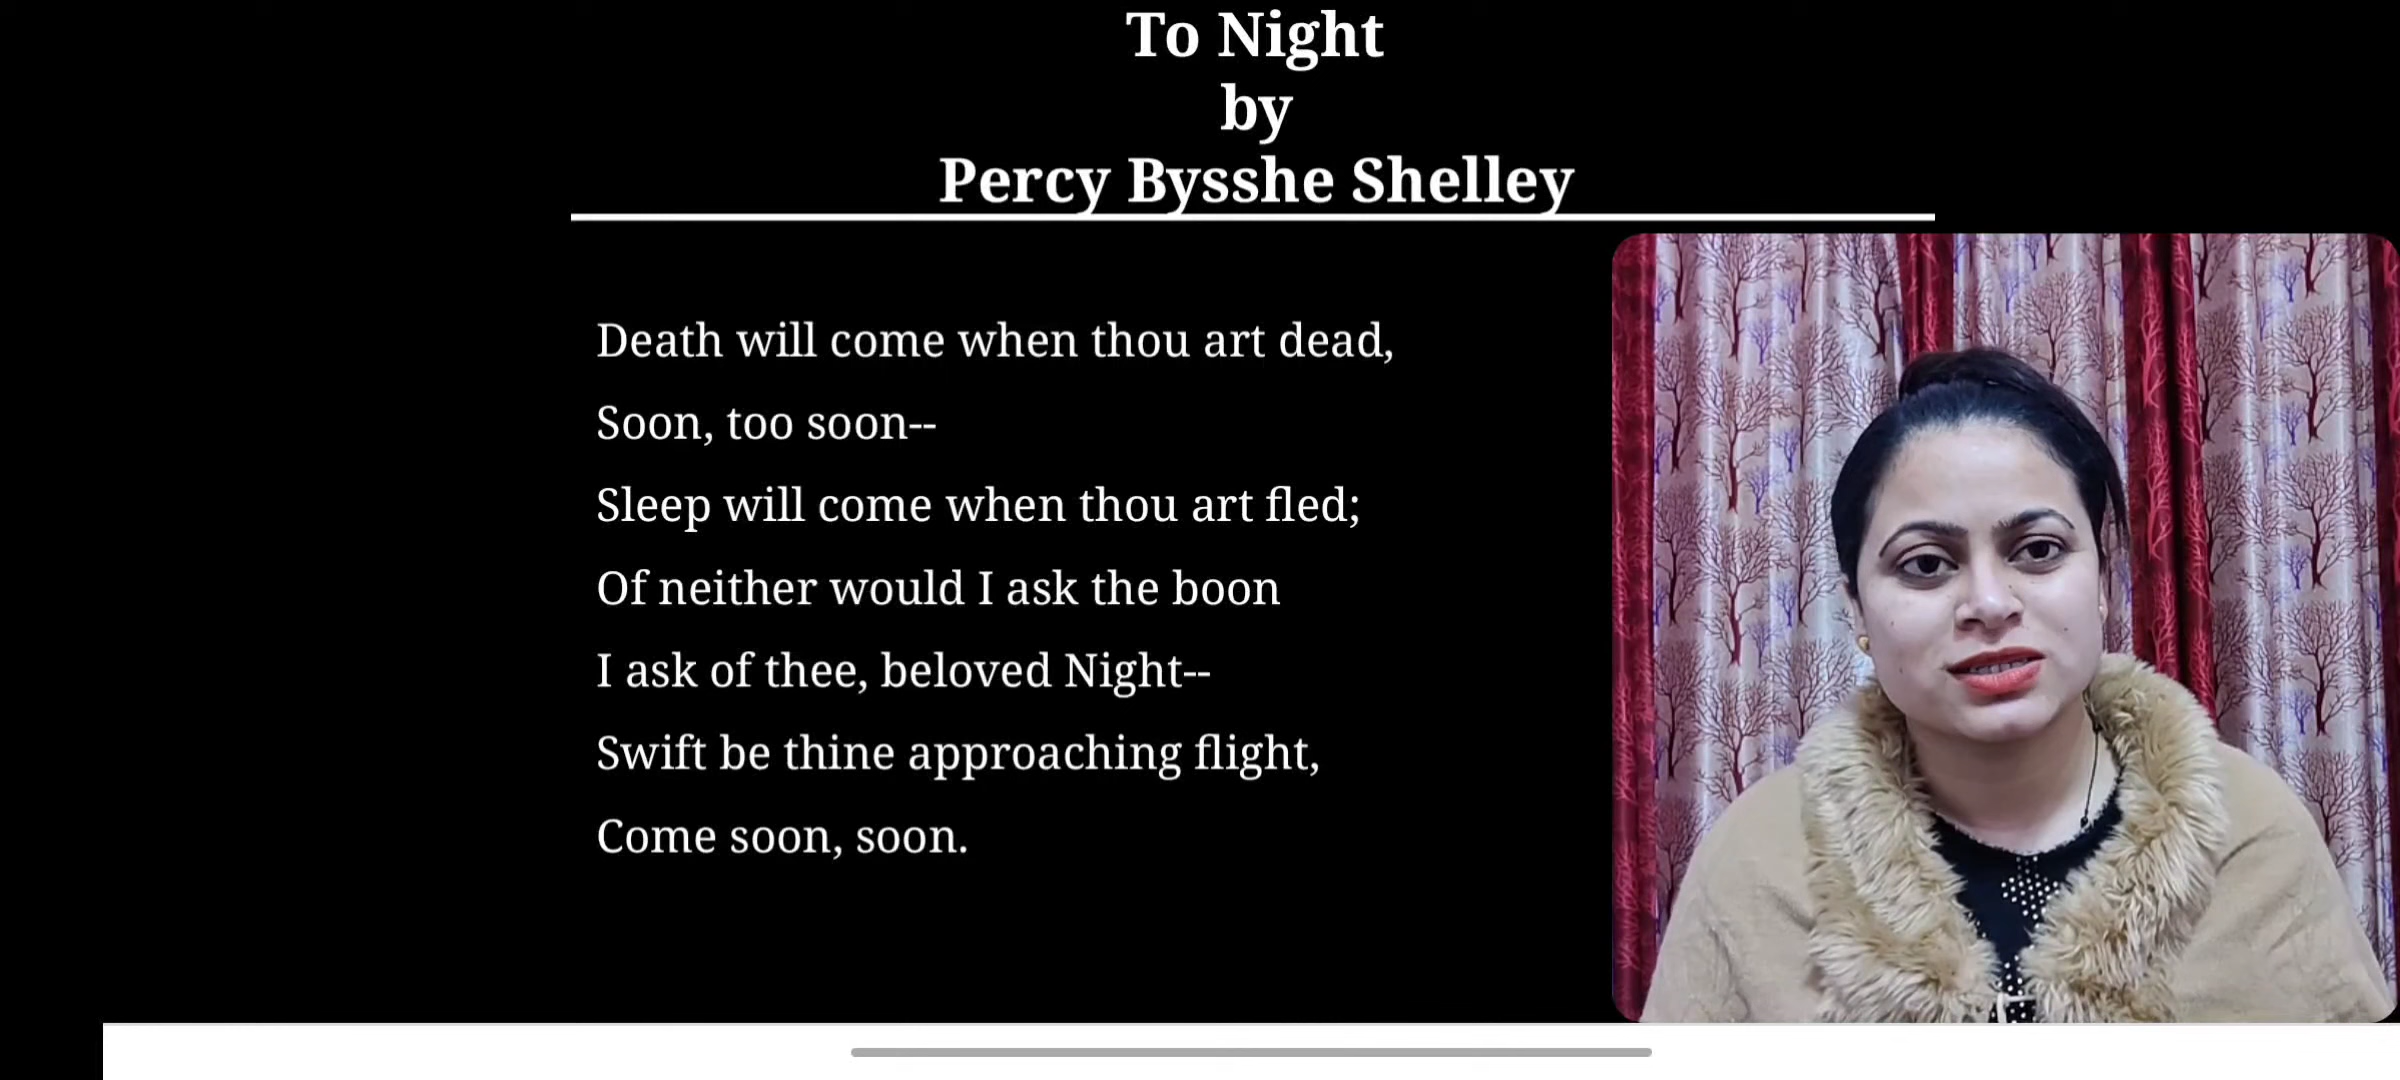 To Night
by
Percy Bysshe Shelley
Death will come when thou art dead,
Soon, too soon--
Sleep will come when thou art fled;
Of neither would I ask the boon
I ask of thee, beloved Night--
Swift be thine approaching flight,
Come soon, soon.